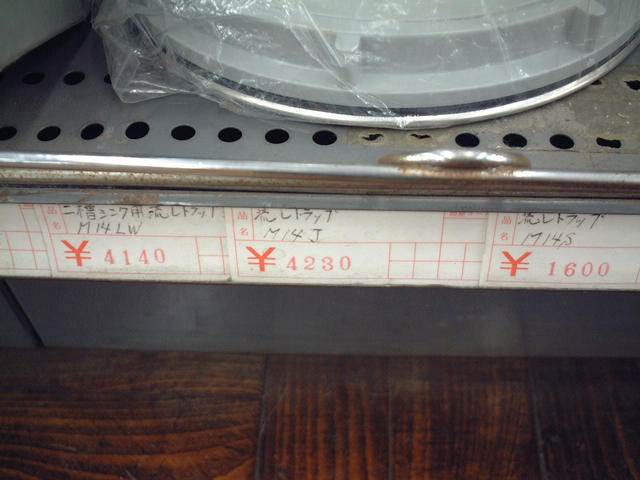 品名 二槽シンク用流しトラップ
M14LW
¥ 4140
品名 流しトラップ
M14J
¥ 4230
品名 流しトラップ
M14S
¥ 1600